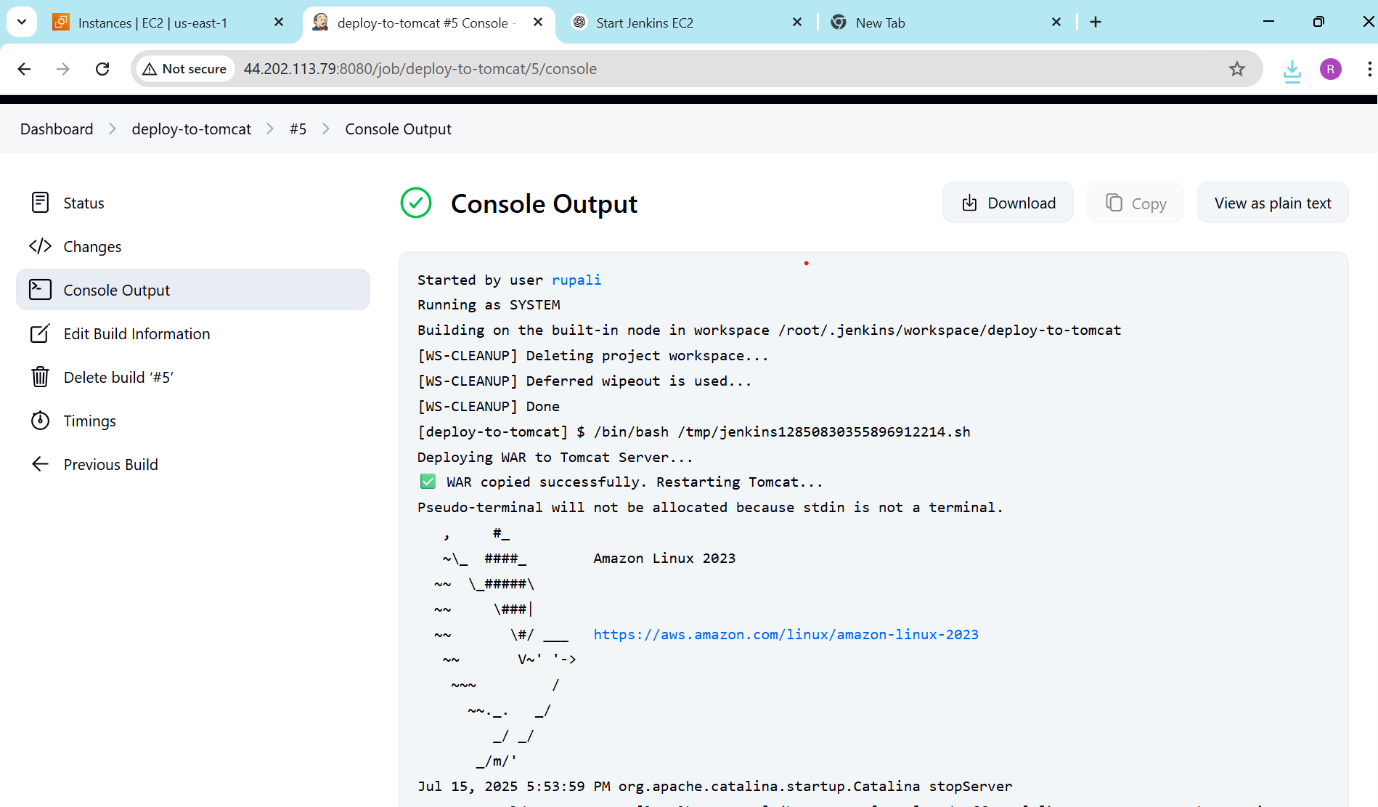 Instances | EC2 | us-east-1
deploy-to-tomcat #5 Console -
Start Jenkins EC2
New Tab
Not secure
44.202.113.79:8080/job/deploy-to-tomcat/5/console
R
Dashboard > deploy-to-tomcat > #5 > Console Output
Status
Changes
Console Output
Edit Build Information
Delete build '#5'
Timings
Previous Build
Console Output
Download
Copy
View as plain text
Started by user rupali
Running as SYSTEM
Building on the built-in node in workspace /root/.jenkins/workspace/deploy-to-tomcat
[WS-CLEANUP] Deleting project workspace...
[WS-CLEANUP] Deferred wipeout is used...
[WS-CLEANUP] Done
[deploy-to-tomcat] $ /bin/bash /tmp/jenkins12850830355896912214.sh
Deploying WAR to Tomcat Server...
✅ WAR copied successfully. Restarting Tomcat...
Pseudo-terminal will not be allocated because stdin is not a terminal.
   ,     #_
   ~\_  ####_        Amazon Linux 2023
  ~~  \_#####\
  ~~     \###|
  ~~       \#/ ___   https://aws.amazon.com/linux/amazon-linux-2023
   ~~       V~' '->
    ~~~         /
      ~~._.   _/
         _/ _/
       _/m/'
Jul 15, 2025 5:53:59 PM org.apache.catalina.startup.Catalina stopServer